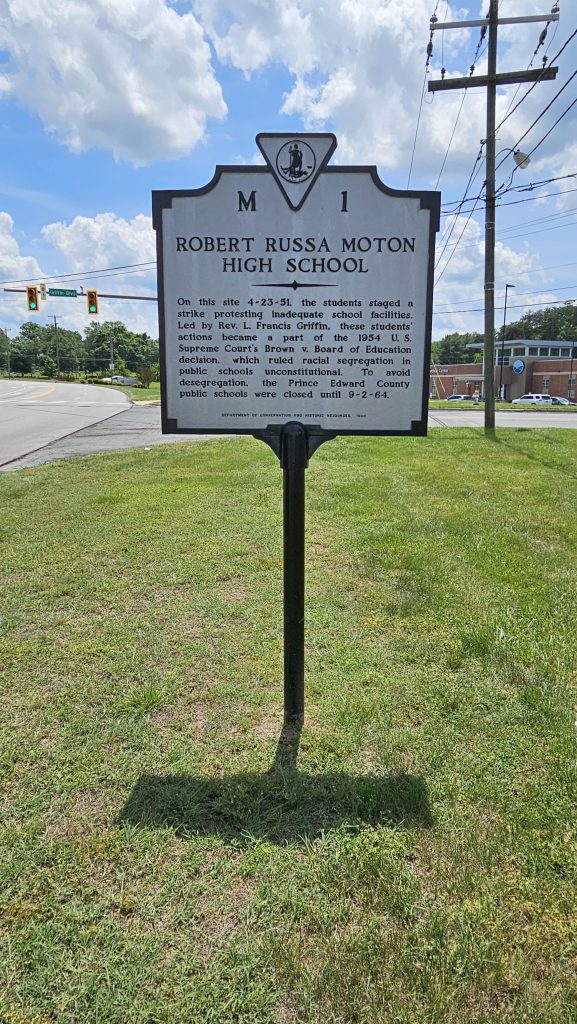 M 1
ROBERT RUSSA MOTON
HIGH SCHOOL
On this site 4-23-51, the students staged a
strike protesting inadequate school facilities.
Led by Rev. L. Francis Griffin, these students'
actions became a part of the 1954 U. S.
Supreme Court's Brown v. Board of Education
decision, which ruled racial segregation in
public schools unconstitutional. To avoid
desegregation, the Prince Edward County
public schools were closed until 9-2-64.
DEPARTMENT OF CONSERVATION AND HISTORIC RESOURCES,
Griffin Blvd